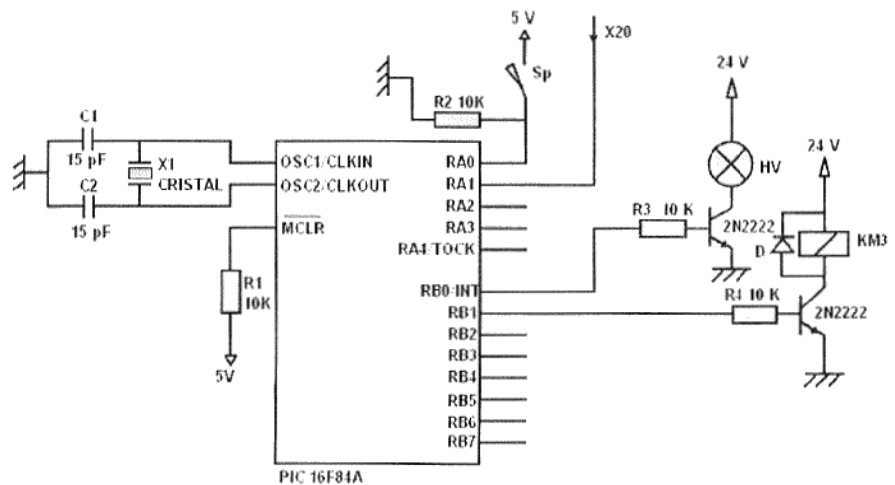 5 V
X20
Sp
24 V
R2 10K
C1
15 pF
X1
CRISTAL
C2
15 pF
OSC1/CLKIN
OSC2/CLKOUT
MCLR
R1
10K
5V
RA0
RA1
RA2
RA3
RA4/TOCK
RB0/INT
RB1
RB2
RB3
RB4
RB5
RB6
RB7
PIC 16F84A
R3 10 K
2N2222
HV
24 V
D
KM3
R4 10 K
2N2222